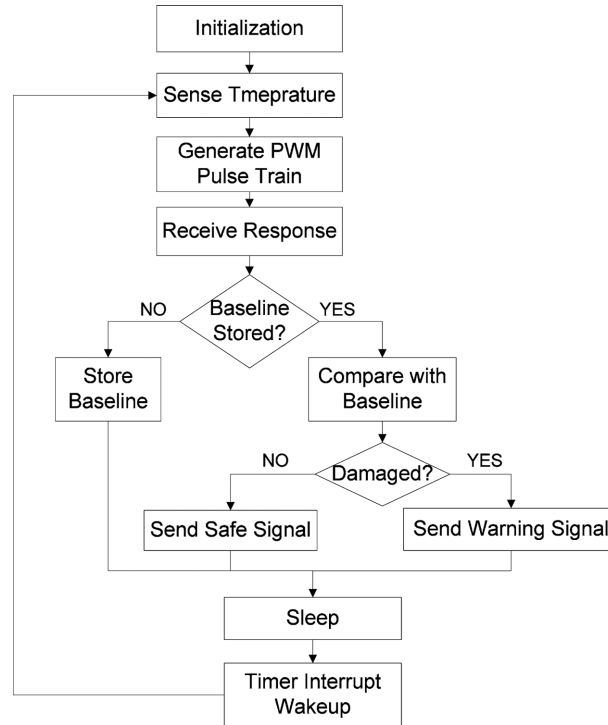 Initialization
Sense Tmeprature
Generate PWM
Pulse Train
Receive Response
NO
Baseline
Stored?
YES
Store
Baseline
Compare with
Baseline
NO
Damaged?
YES
Send Safe Signal
Send Warning Signal
Sleep
Timer Interrupt
Wakeup